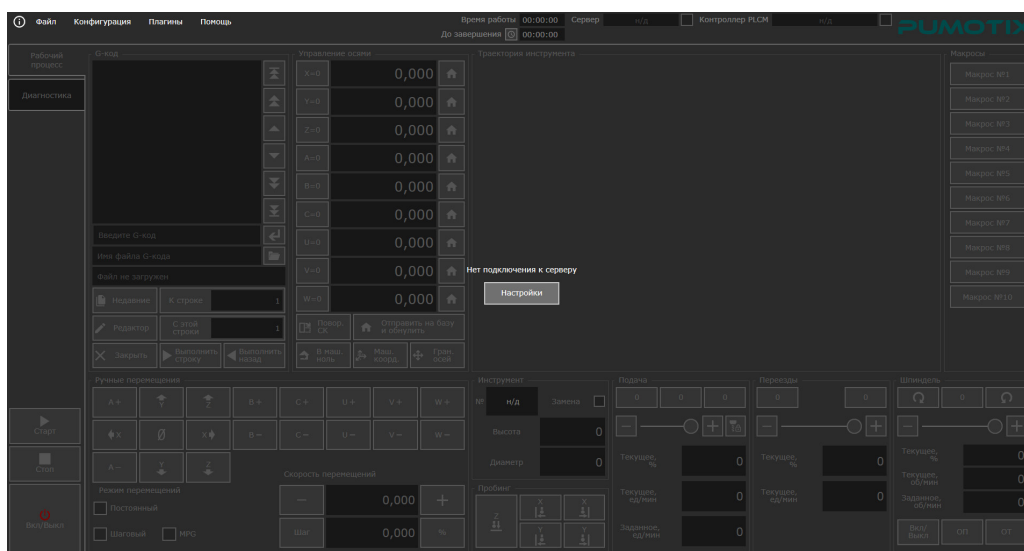 Файл Конфигурация Плагины Помощь
Время работы 00:00:00 Сервер н/д Контроллер PLCM н/д
До завершения 00:00:00
PUMOTIX
Рабочий
процесс
Диагностика
Старт
Стоп
Вкл/Выкл
G-код
Введите G-код
Имя файла G-кода
Файл не загружен
Недавние К строке 1
Редактор С этой
строки 1
Закрыть Выполнить
строку Выполнить
назад
Управление осями
X=0 0,000
Y=0 0,000
Z=0 0,000
A=0 0,000
B=0 0,000
C=0 0,000
U=0 0,000
V=0 0,000
W=0 0,000
Повор.
СК Отправить на базу
и обнулить
В маш.
ноль Маш.
коорд. Гран.
осей
Траектория инструмента
Нет подключения к серверу
Настройки
Макросы
Макрос №1
Макрос №2
Макрос №3
Макрос №4
Макрос №5
Макрос №6
Макрос №7
Макрос №8
Макрос №9
Макрос №10
Ручные перемещения
A+ Y Z B+ C+ U+ V+ W+
X Ø X B− C− U− V− W−
A− Y Z
Режим перемещений
Постоянный
Шаговый MPG
Скорость перемещений
− 0,000 +
Шаг 0,000 %
Инструмент
№ н/д Замена
Высота 0
Диаметр 0
Пробинг
Z X X
Y Y
Подача
0 0 0
− + %
Текущее,
% 0
Текущее,
ед/мин 0
Заданное,
ед/мин 0
Переезды
0 0
− +
Текущее,
% 0
Текущее,
ед/мин 0
Шпиндель
0
− +
Текущее,
% 0
Текущее,
об/мин 0
Заданное,
об/мин 0
Вкл/
Выкл ОП ОТ